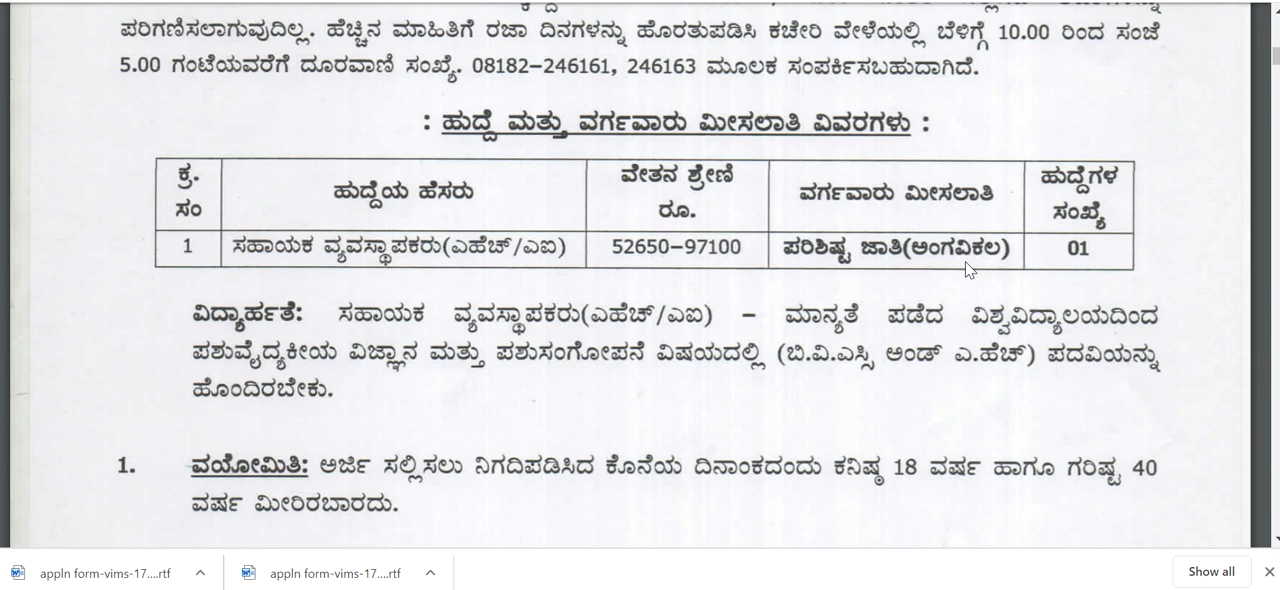 ಪರಿಗಣಿಸಲಾಗುವುದಿಲ್ಲ. ಹೆಚ್ಚಿನ ಮಾಹಿತಿಗೆ ರಜಾ ದಿನಗಳನ್ನು ಹೊರತುಪಡಿಸಿ ಕಚೇರಿ ವೇಳೆಯಲ್ಲಿ ಬೆಳಿಗ್ಗೆ 10.00 ರಿಂದ ಸಂಜೆ
5.00 ಗಂಟೆಯವರೆಗೆ ದೂರವಾಣಿ ಸಂಖ್ಯೆ. 08182-246161, 246163 ಮೂಲಕ ಸಂಪರ್ಕಿಸಬಹುದಾಗಿದೆ.
: ಹುದ್ದೆ ಮತ್ತು ವರ್ಗವಾರು ಮೀಸಲಾತಿ ವಿವರಗಳು :
ಕ್ರ. ಸಂ ಹುದ್ದೆಯ ಹೆಸರು ವೇತನ ಶ್ರೇಣಿ ರೂ. ವರ್ಗವಾರು ಮೀಸಲಾತಿ ಹುದ್ದೆಗಳ ಸಂಖ್ಯೆ
1 ಸಹಾಯಕ ವ್ಯವಸ್ಥಾಪಕರು(ಎಹೆಚ್/ಎಐ) 52650-97100 ಪರಿಶಿಷ್ಟ ಜಾತಿ(ಅಂಗವಿಕಲ) 01
ವಿದ್ಯಾರ್ಹತೆ: ಸಹಾಯಕ ವ್ಯವಸ್ಥಾಪಕರು(ಎಹೆಚ್/ಎಐ) - ಮಾನ್ಯತೆ ಪಡೆದ ವಿಶ್ವವಿದ್ಯಾಲಯದಿಂದ
ಪಶುವೈದ್ಯಕೀಯ ವಿಜ್ಞಾನ ಮತ್ತು ಪಶುಸಂಗೋಪನೆ ವಿಷಯದಲ್ಲಿ (ಬಿ.ವಿ.ಎಸ್ಸಿ ಅಂಡ್ ಎ.ಹೆಚ್) ಪದವಿಯನ್ನು
ಹೊಂದಿರಬೇಕು.
1. ವಯೋಮಿತಿ: ಅರ್ಜಿ ಸಲ್ಲಿಸಲು ನಿಗದಿಪಡಿಸಿದ ಕೊನೆಯ ದಿನಾಂಕದಂದು ಕನಿಷ್ಠ 18 ವರ್ಷ ಹಾಗೂ ಗರಿಷ್ಟ 40
ವರ್ಷ ಮೀರಿರಬಾರದು.
appln form-vims-17....rtf appln form-vims-17....rtf Show all